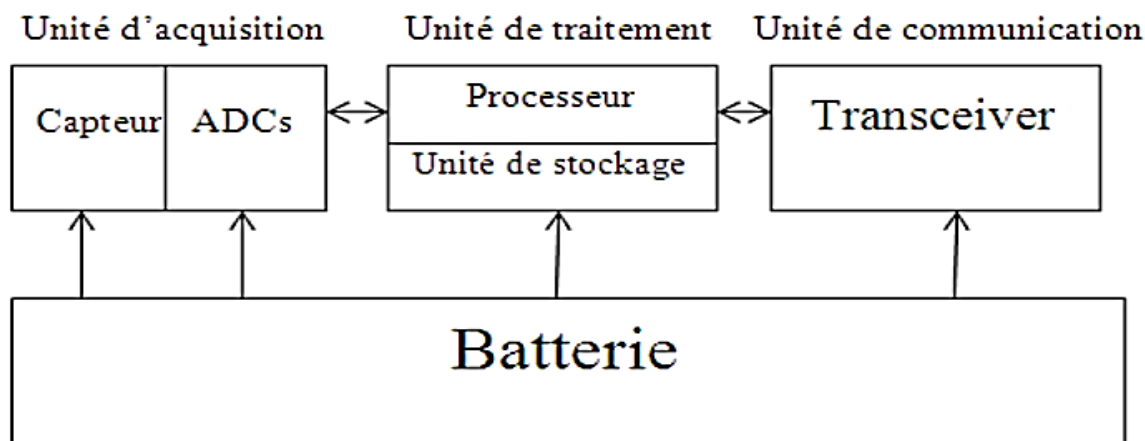 Unité d'acquisition
Unité de traitement
Unité de communication
Capteur
ADCs
Processeur
Unité de stockage
Transceiver
Batterie